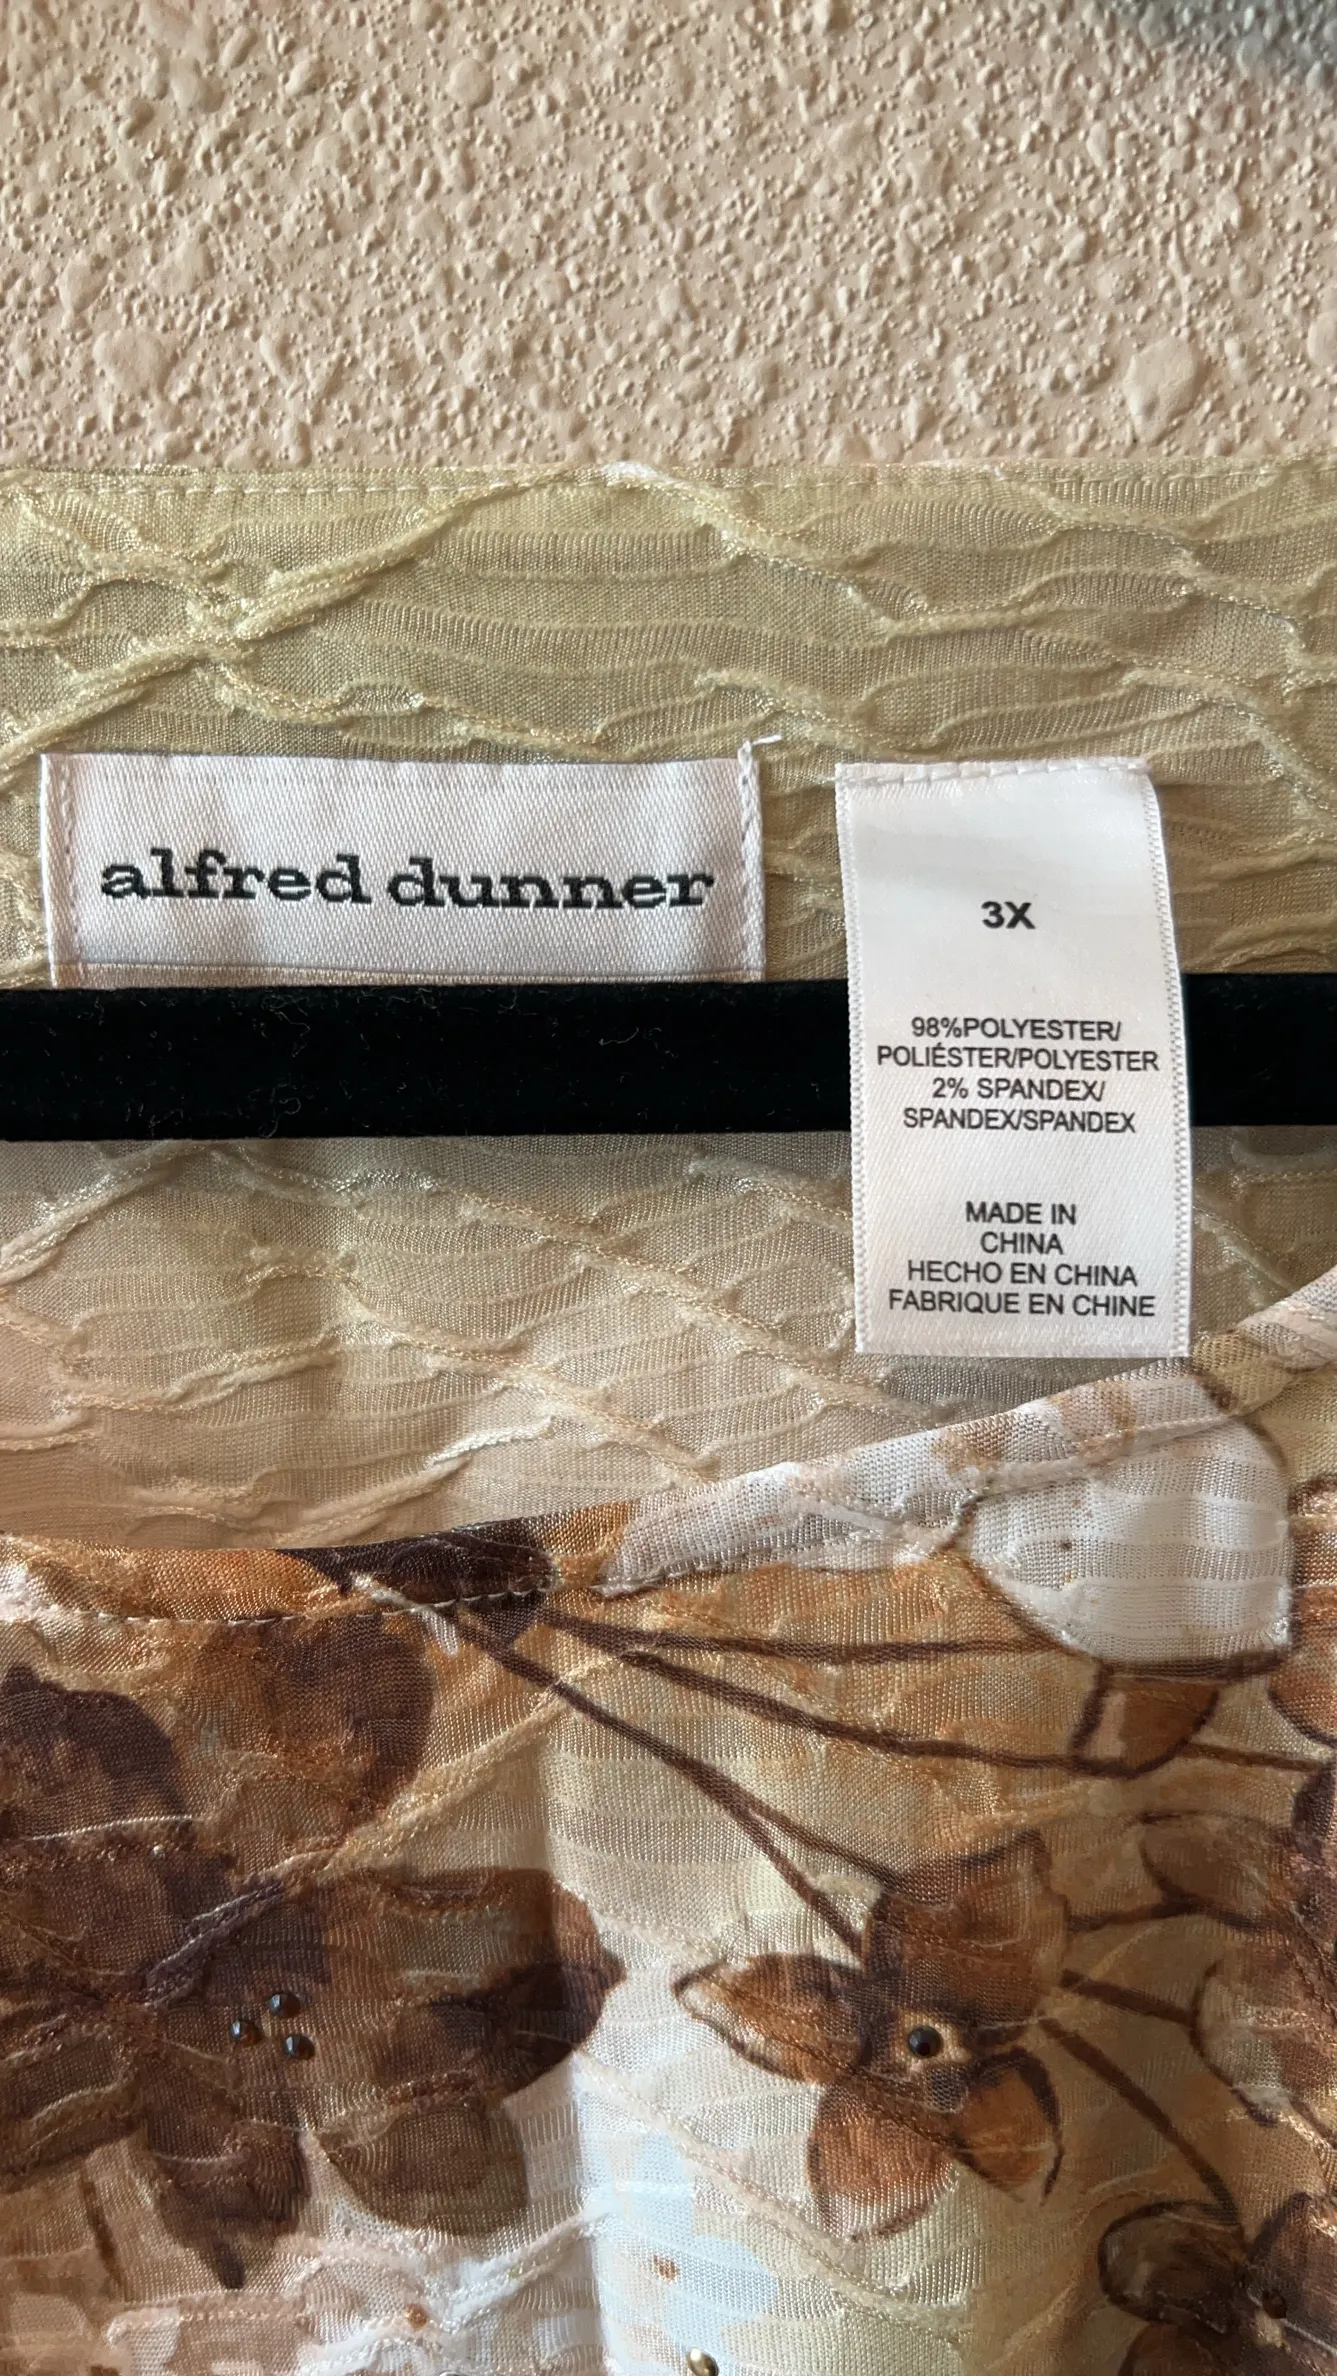 alfred dunner
3X
98%POLYESTER/
POLIÉSTER/POLYESTER
2% SPANDEX/
SPANDEX/SPANDEX
MADE IN
CHINA
HECHO EN CHINA
FABRIQUE EN CHINE